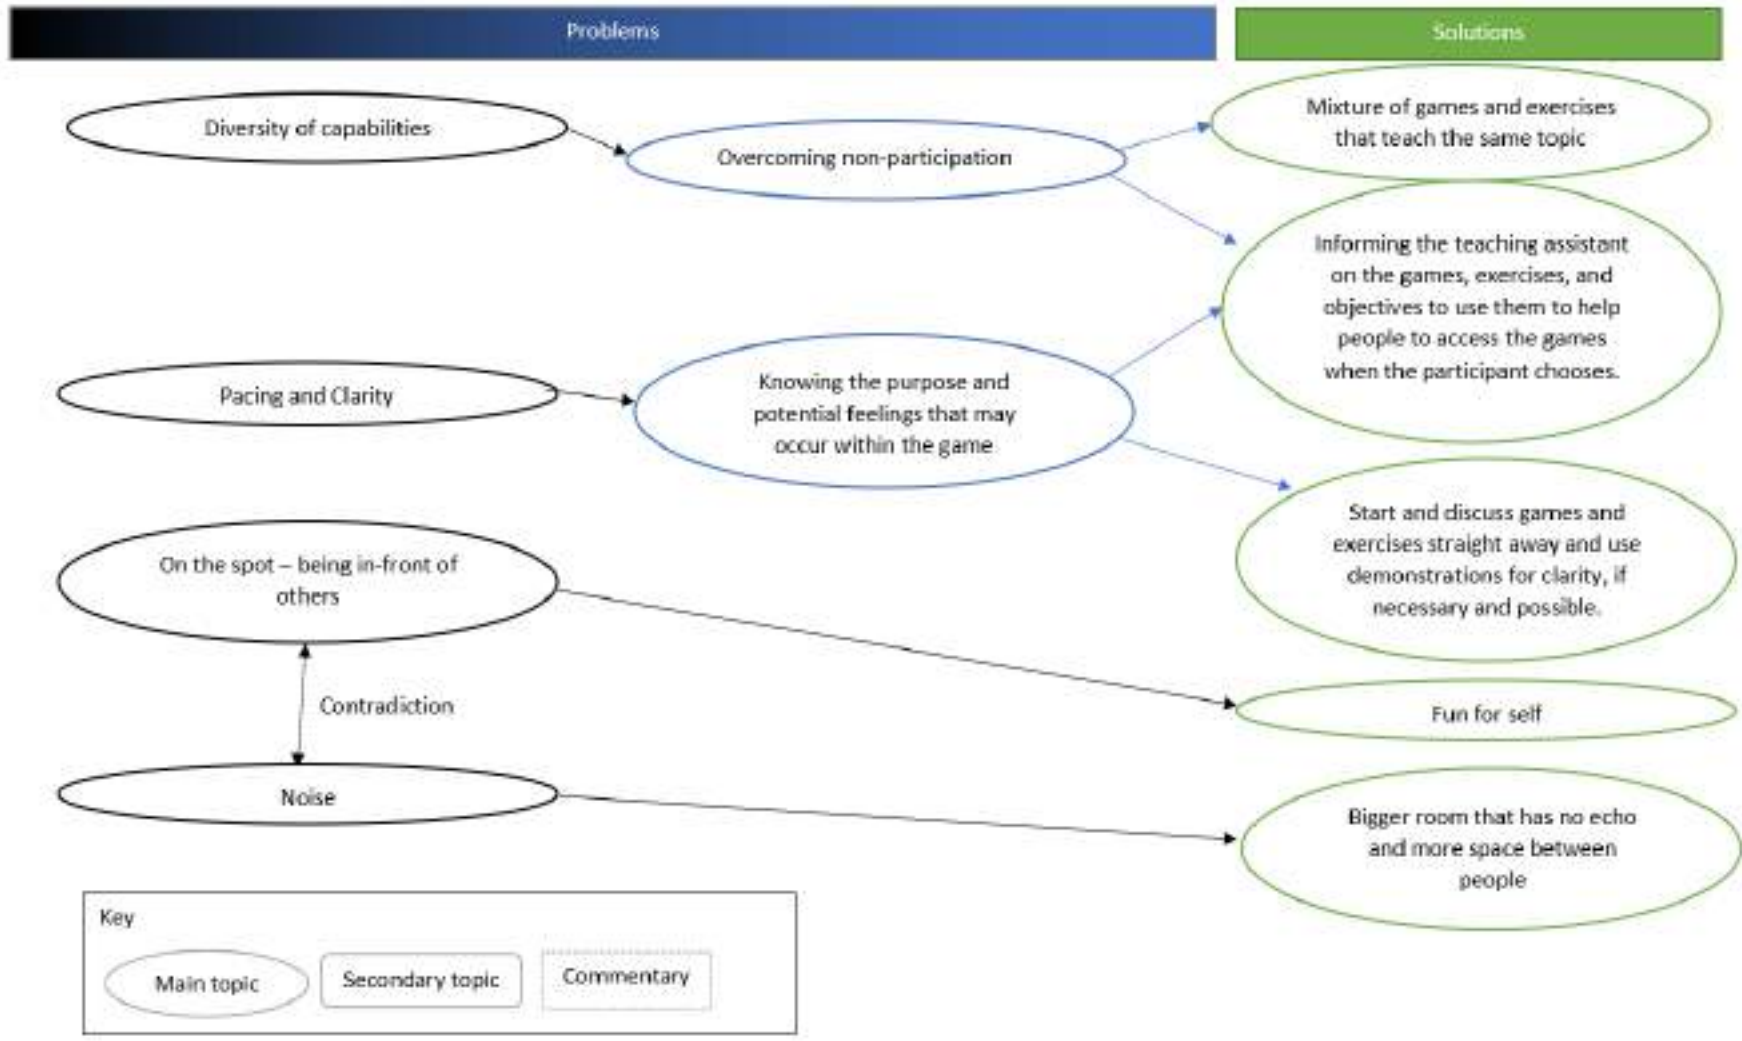 Problems
Solutions
Diversity of capabilities
Overcoming non-participation
Mixture of games and exercises
that teach the same topic
Informing the teaching assistant
on the games, exercises, and
objectives to use them to help
people to access the games
when the participant chooses.
Pacing and Clarity
Knowing the purpose and
potential feelings that may
occur within the game
Start and discuss games and
exercises straight away and use
demonstrations for clarity, if
necessary and possible.
On the spot – being in-front of
others
Contradiction
Fun for self
Noise
Bigger room that has no echo
and more space between
people
Key
Main topic
Secondary topic
Commentary